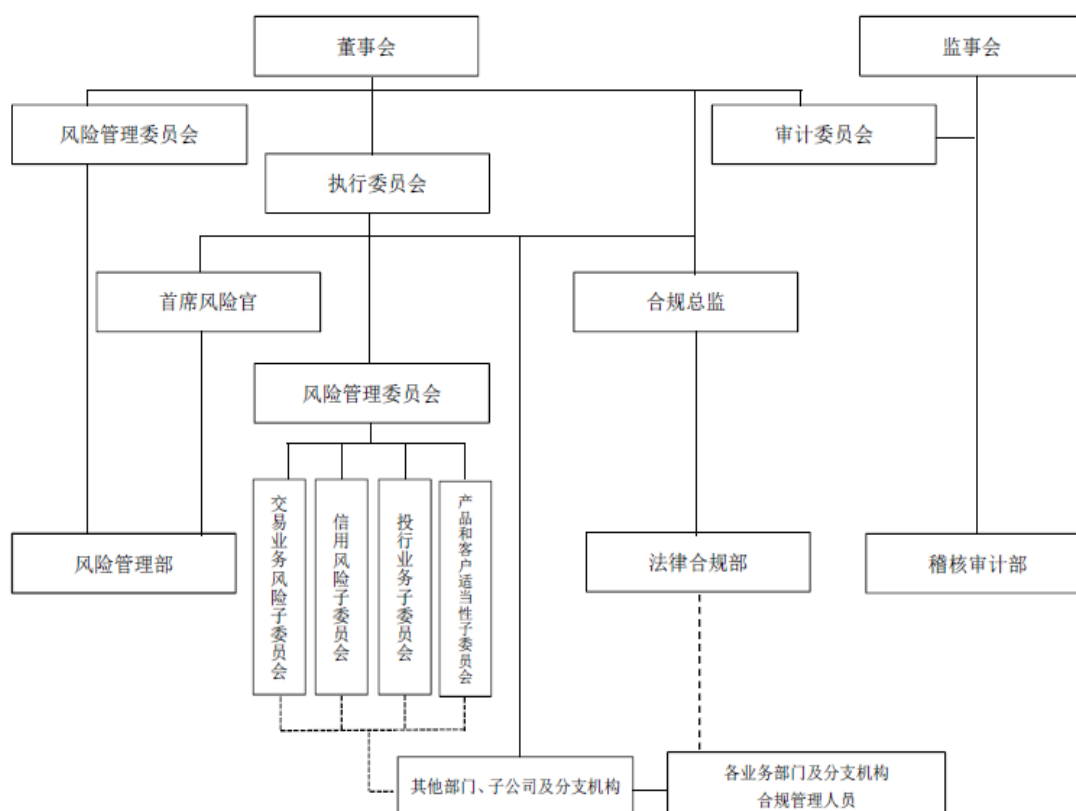 董事会
监事会
风险管理委员会
审计委员会
执行委员会
首席风险官
合规总监
风险管理委员会
交易业务风险子委员会
信用风险子委员会
投行业务子委员会
产品和客户适当性子委员会
风险管理部
法律合规部
稽核审计部
其他部门、子公司及分支机构
各业务部门及分支机构
合规管理人员